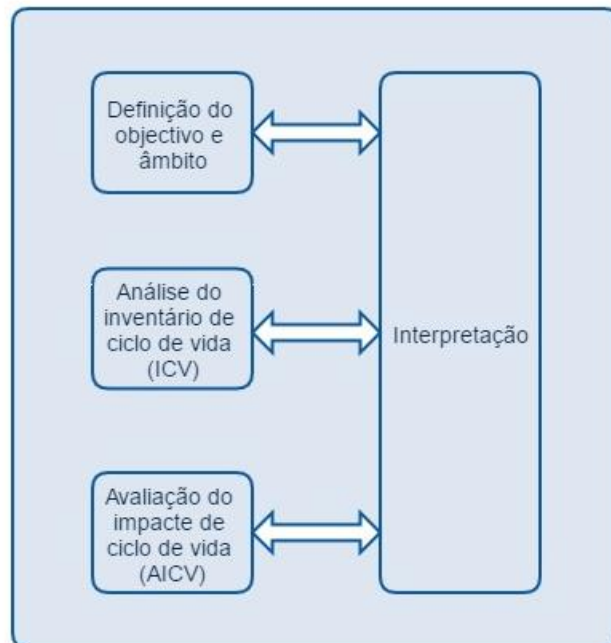 Definição do
objectivo e
âmbito
Análise do
inventário de
ciclo de vida
(ICV)
Avaliação do
impacte de
ciclo de vida
(AICV)
Interpretação